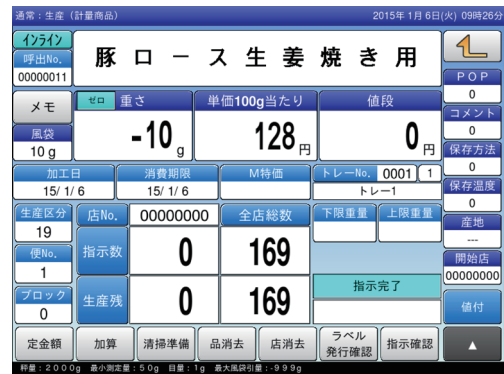 通常：生産（計量商品） 2015年 1月 6日(火) 09時26分
インライン
呼出No.
00000011
豚ロース生姜焼き用
メモ
風袋
10 g
ゼロ 重さ
-10 g
単価100g当たり
128 円
値段
0 円
加工日
15/ 1/ 6
消費期限
15/ 1/ 6
M特価
トレーNo. 0001 1
トレー1
生産区分
19
便No.
1
ブロック
0
店No. 00000000 全店総数
指示数 0 169
生産残 0 169
下限重量 上限重量
指示完了
POP
0
コメント
0
保存方法
0
保存温度
0
産地
---
開始店
00000000
値付
定金額 加算 清掃準備 品消去 店消去 ラベル発行確認 指示確認 ▲
秤量：2000g 最小測定量：50g 目量：1g 最大風袋引量：-999g